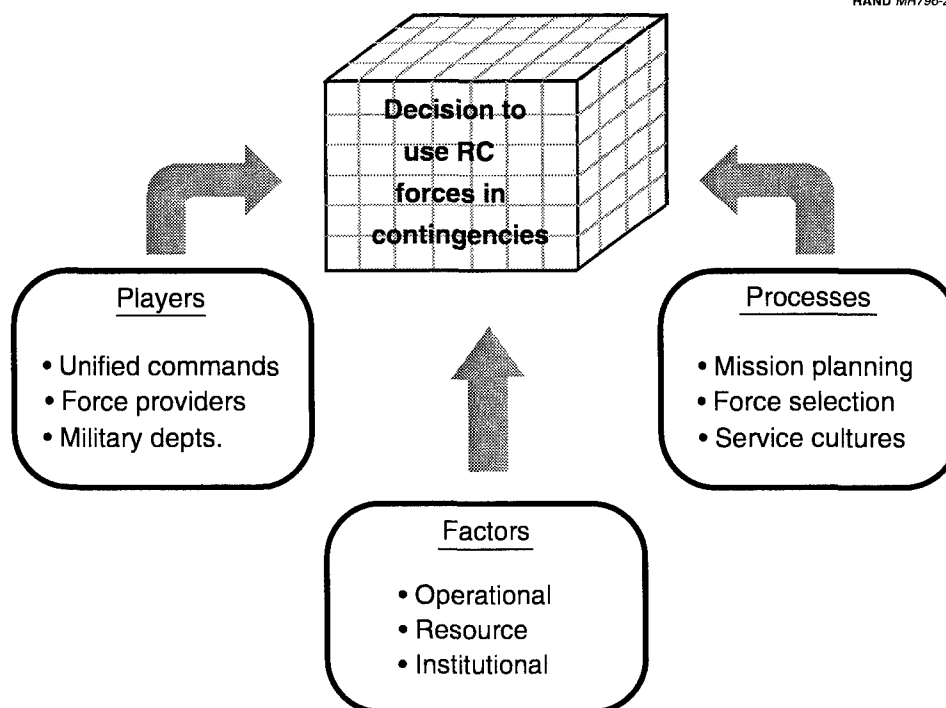 RAND
Decision to
use RC
forces in
contingencies
Players
• Unified commands
• Force providers
• Military depts.
Processes
• Mission planning
• Force selection
• Service cultures
Factors
• Operational
• Resource
• Institutional